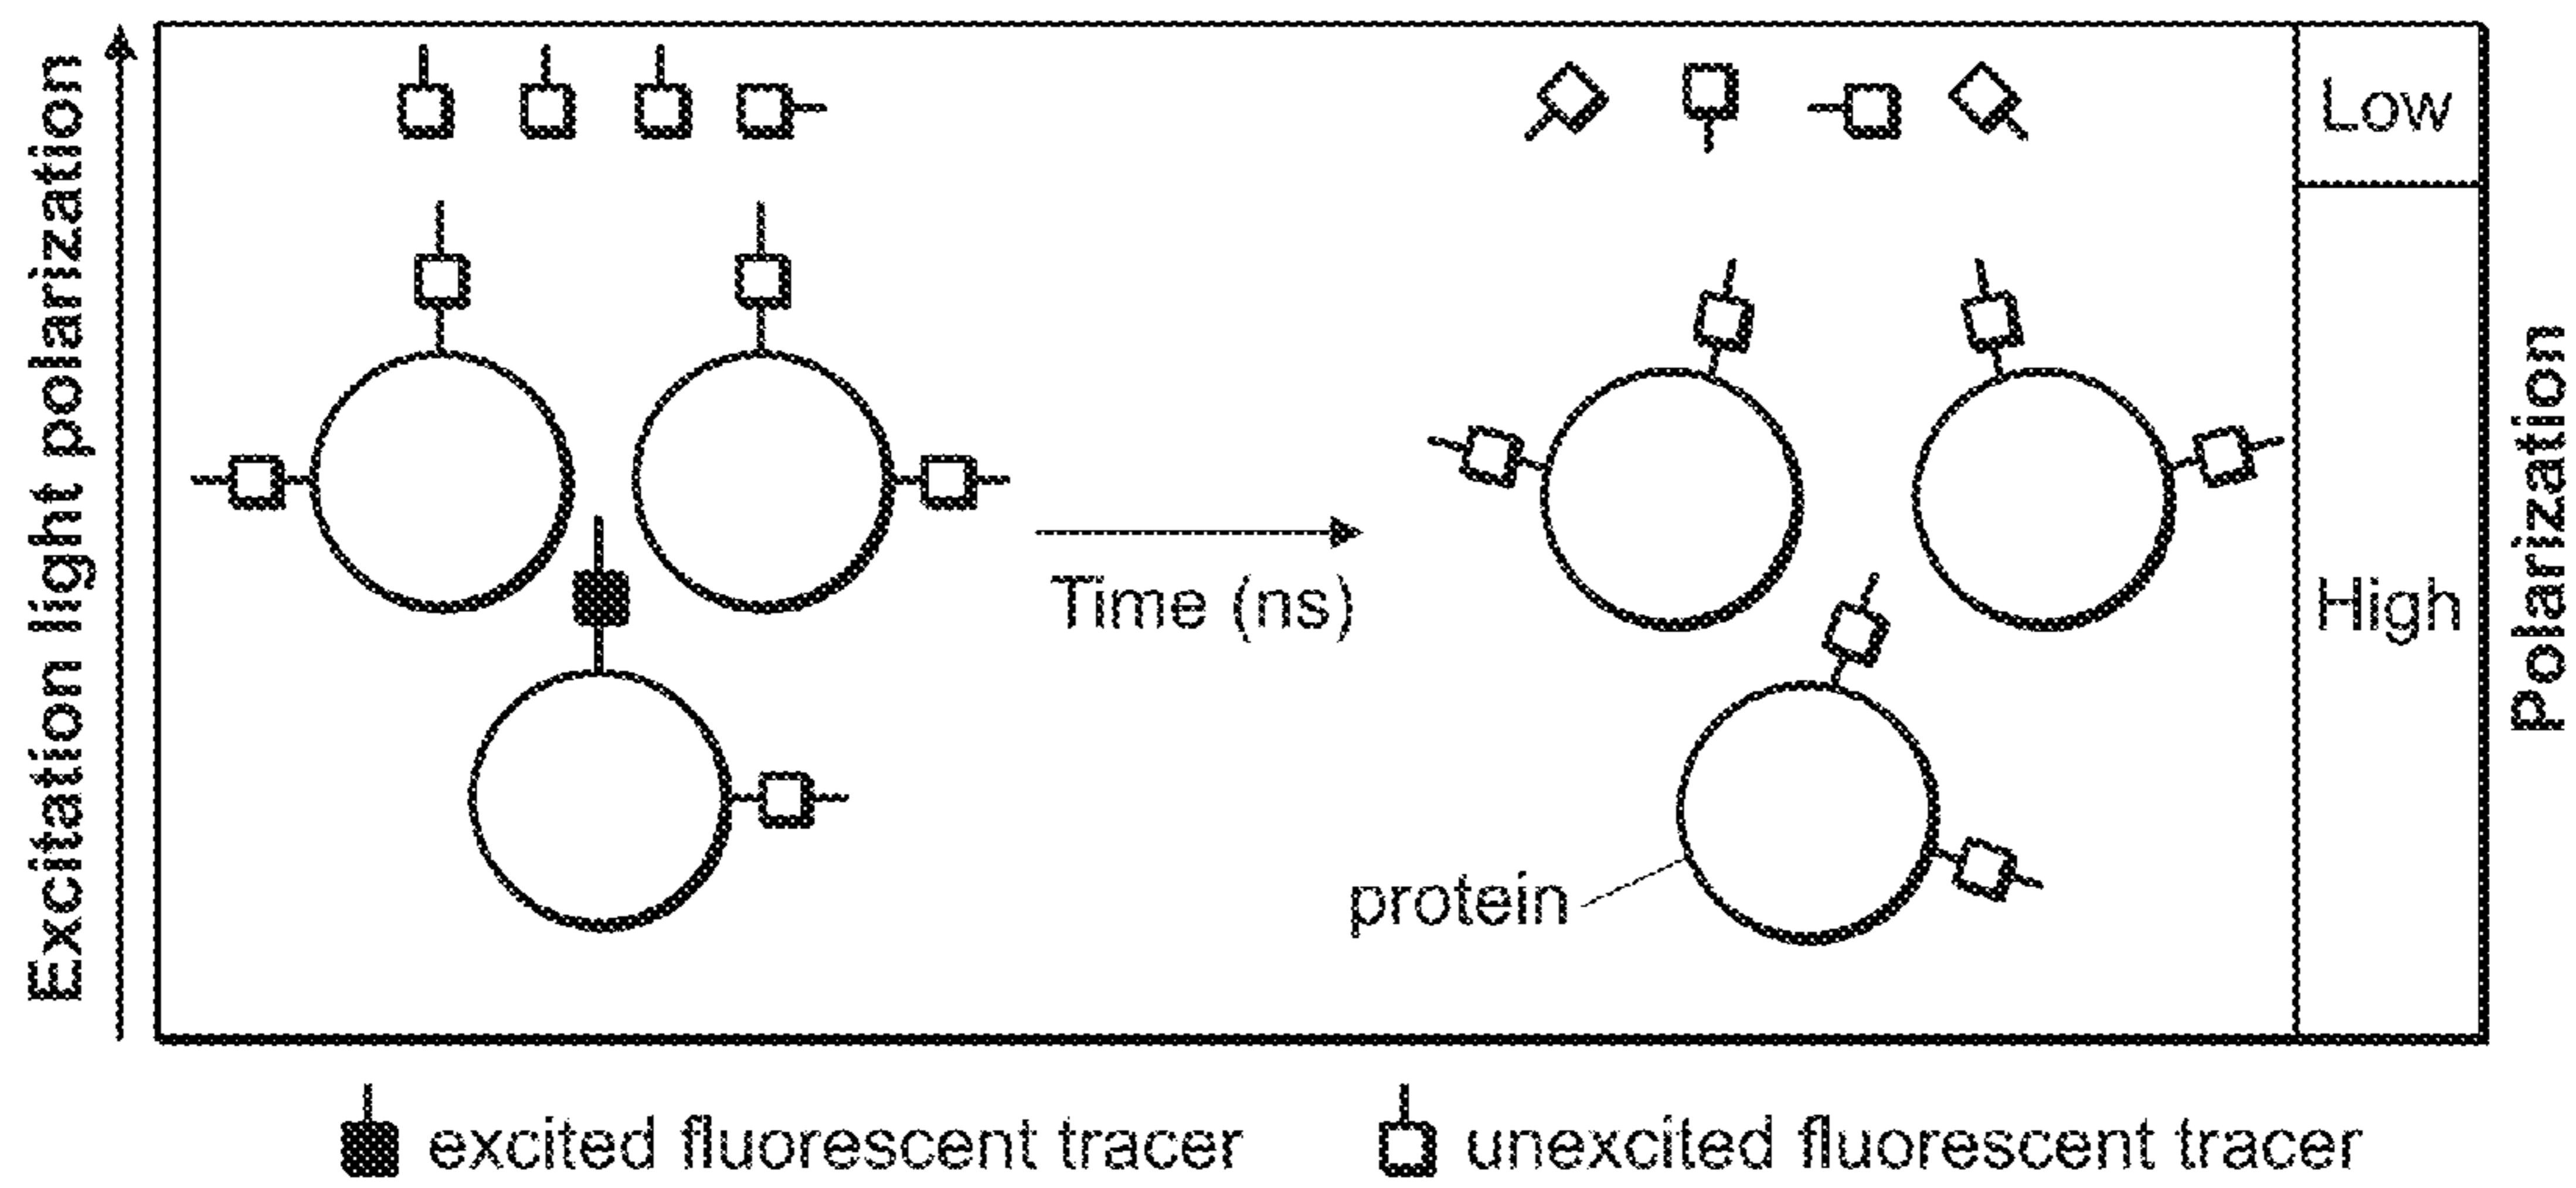 Excitation light polarization
Low
High
Polarization
Time (ns)
protein
excited fluorescent tracer
unexcited fluorescent tracer